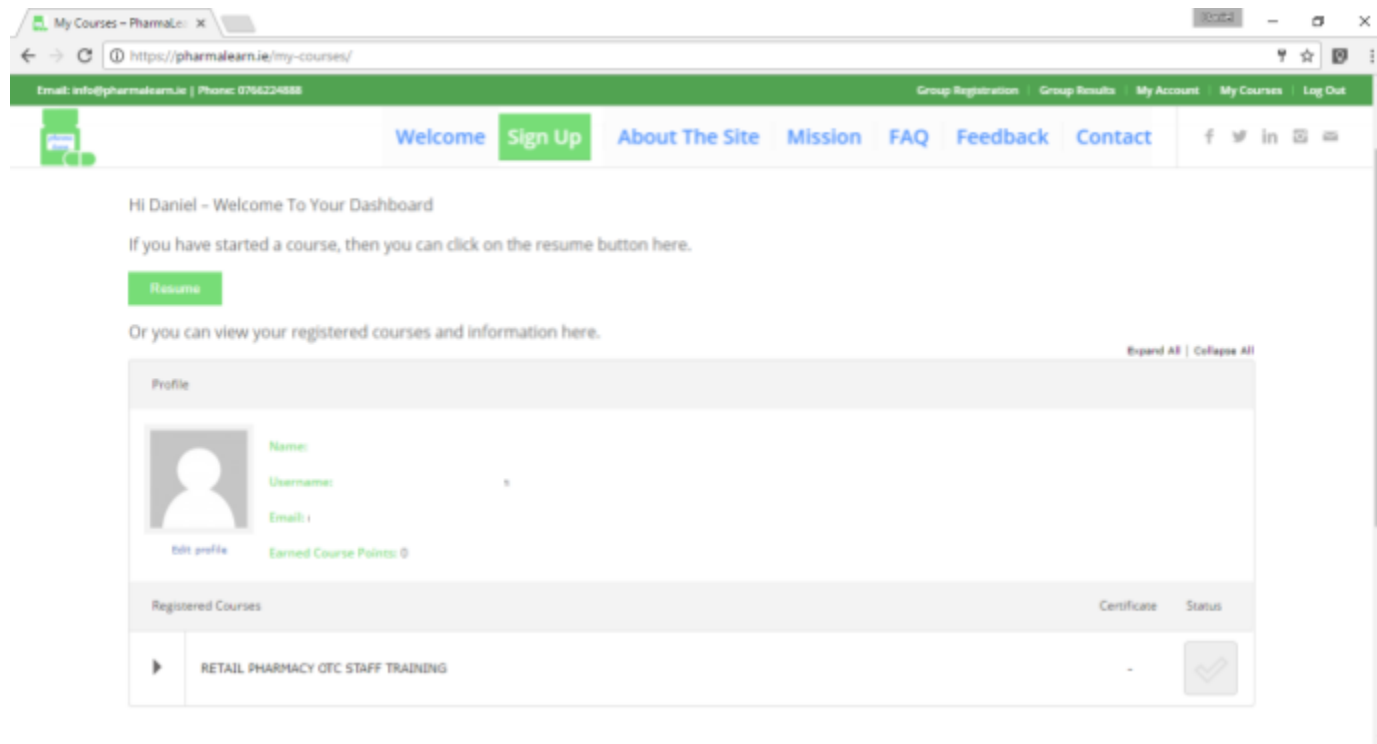 My Courses – PharmaLe
Daniel
https://pharmalearn.ie/my-courses/
Email: info@pharmalearn.ie | Phone: 0766224888
Group Registration | Group Results | My Account | My Courses | Log Out
Welcome Sign Up About The Site Mission FAQ Feedback Contact
Hi Daniel – Welcome To Your Dashboard
If you have started a course, then you can click on the resume button here.
Resume
Or you can view your registered courses and information here.
Expand All | Collapse All
Profile
Name:
Username: s
Email:
Edit profile
Earned Course Points: 0
Registered Courses Certificate Status
RETAIL PHARMACY OTC STAFF TRAINING -